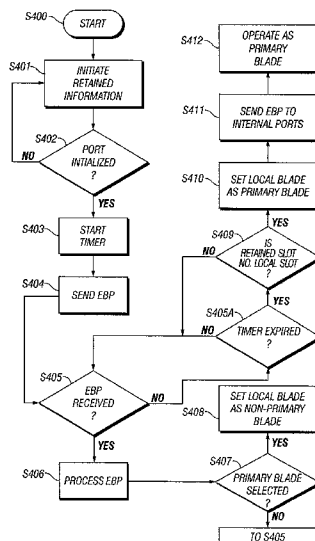 S400
START
S401
INITIATE
RETAINED
INFORMATION
S402
PORT
INTIALIZED
?
NO
YES
S403
START
TIMER
S404
SEND EBP
S405
EBP
RECEIVED
?
NO
YES
S406
PROCESS EBP
S412
OPERATE AS
PRIMARY
BLADE
S411
SEND EBP TO
INTERNAL PORTS
S410
SET LOCAL BLADE
AS PRIMARY BLADE
YES
S409
IS
RETAINED SLOT
NO. LOCAL SLOT
?
NO
YES
S405A
TIMER EXPIRED
?
NO
SET LOCAL BLADE
AS NON-PRIMARY
BLADE
S408
YES
S407
PRIMARY BLADE
SELECTED
?
NO
TO S405